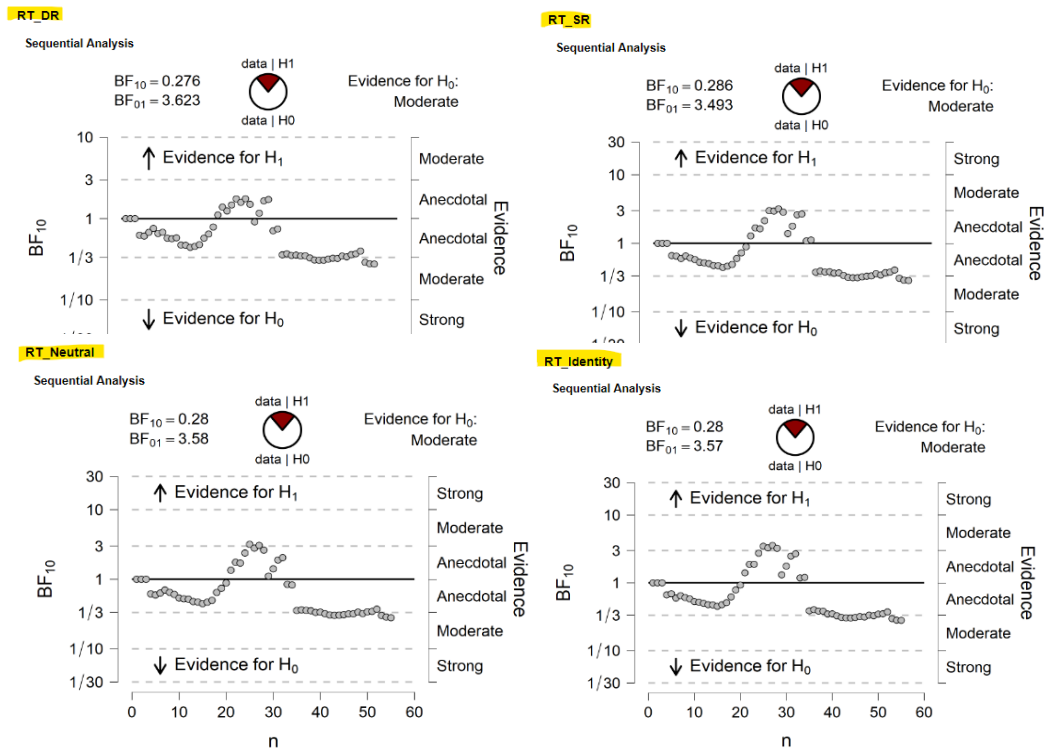 RT_DR
Sequential Analysis
data | H1
BF₁₀ = 0.276
BF₀₁ = 3.623
Evidence for H₀:
Moderate
data | H0
10
3
1
1/3
1/10
BF₁₀
↑ Evidence for H₁
↓ Evidence for H₀
Moderate
Anecdotal
Anecdotal
Moderate
Strong
Evidence
RT_SR
Sequential Analysis
data | H1
BF₁₀ = 0.286
BF₀₁ = 3.493
Evidence for H₀:
Moderate
data | H0
30
10
3
1
1/3
1/10
BF₁₀
↑ Evidence for H₁
↓ Evidence for H₀
Strong
Moderate
Anecdotal
Anecdotal
Moderate
Strong
Evidence
RT_Neutral
Sequential Analysis
data | H1
BF₁₀ = 0.28
BF₀₁ = 3.58
Evidence for H₀:
Moderate
data | H0
30
10
3
1
1/3
1/10
1/30
BF₁₀
↑ Evidence for H₁
↓ Evidence for H₀
Strong
Moderate
Anecdotal
Anecdotal
Moderate
Strong
Evidence
0 10 20 30 40 50 60
n
RT_Identity
Sequential Analysis
data | H1
BF₁₀ = 0.28
BF₀₁ = 3.57
Evidence for H₀:
Moderate
data | H0
30
10
3
1
1/3
1/10
1/30
BF₁₀
↑ Evidence for H₁
↓ Evidence for H₀
Strong
Moderate
Anecdotal
Anecdotal
Moderate
Strong
Evidence
0 10 20 30 40 50 60
n